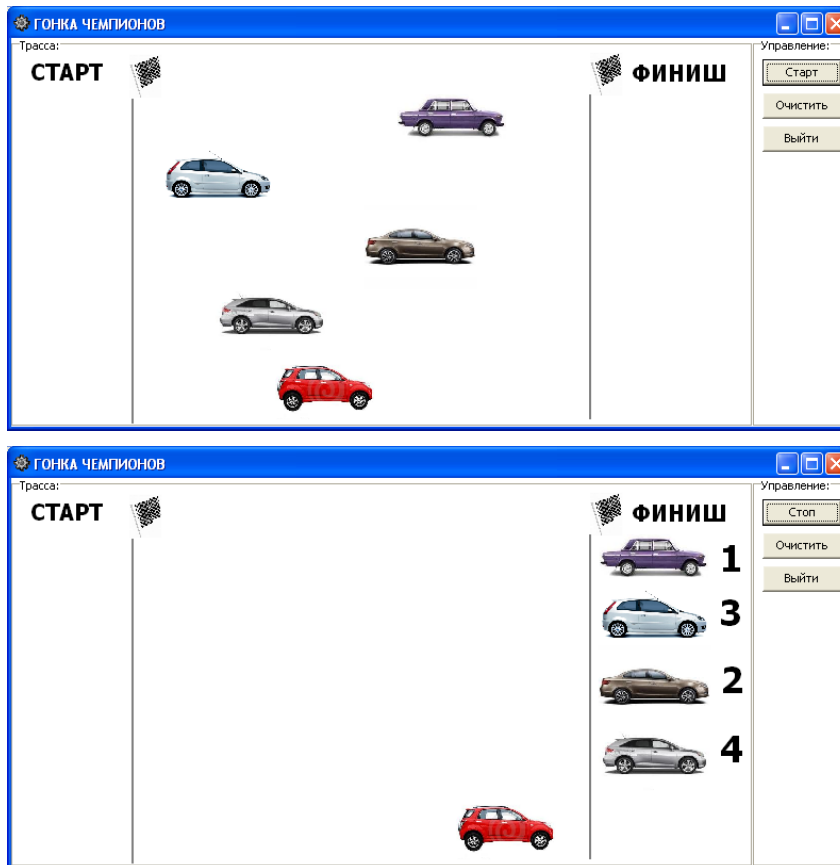 ГОНКА ЧЕМПИОНОВ
Трасса:
Управление:
СТАРТ
ФИНИШ
Старт
Очистить
Выйти
ГОНКА ЧЕМПИОНОВ
Трасса:
Управление:
СТАРТ
ФИНИШ
Стоп
Очистить
1
Выйти
3
2
4